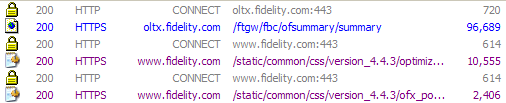 200 HTTP CONNECT oltx.fidelity.com:443 720
200 HTTPS oltx.fidelity.com /ftgw/fbc/ofsummary/summary 96,689
200 HTTP CONNECT www.fidelity.com:443 614
200 HTTPS www.fidelity.com /static/common/css/version_4.4.3/optimiz... 10,555
200 HTTP CONNECT www.fidelity.com:443 614
200 HTTPS www.fidelity.com /static/common/css/version_4.4.3/ofx_po... 2,406